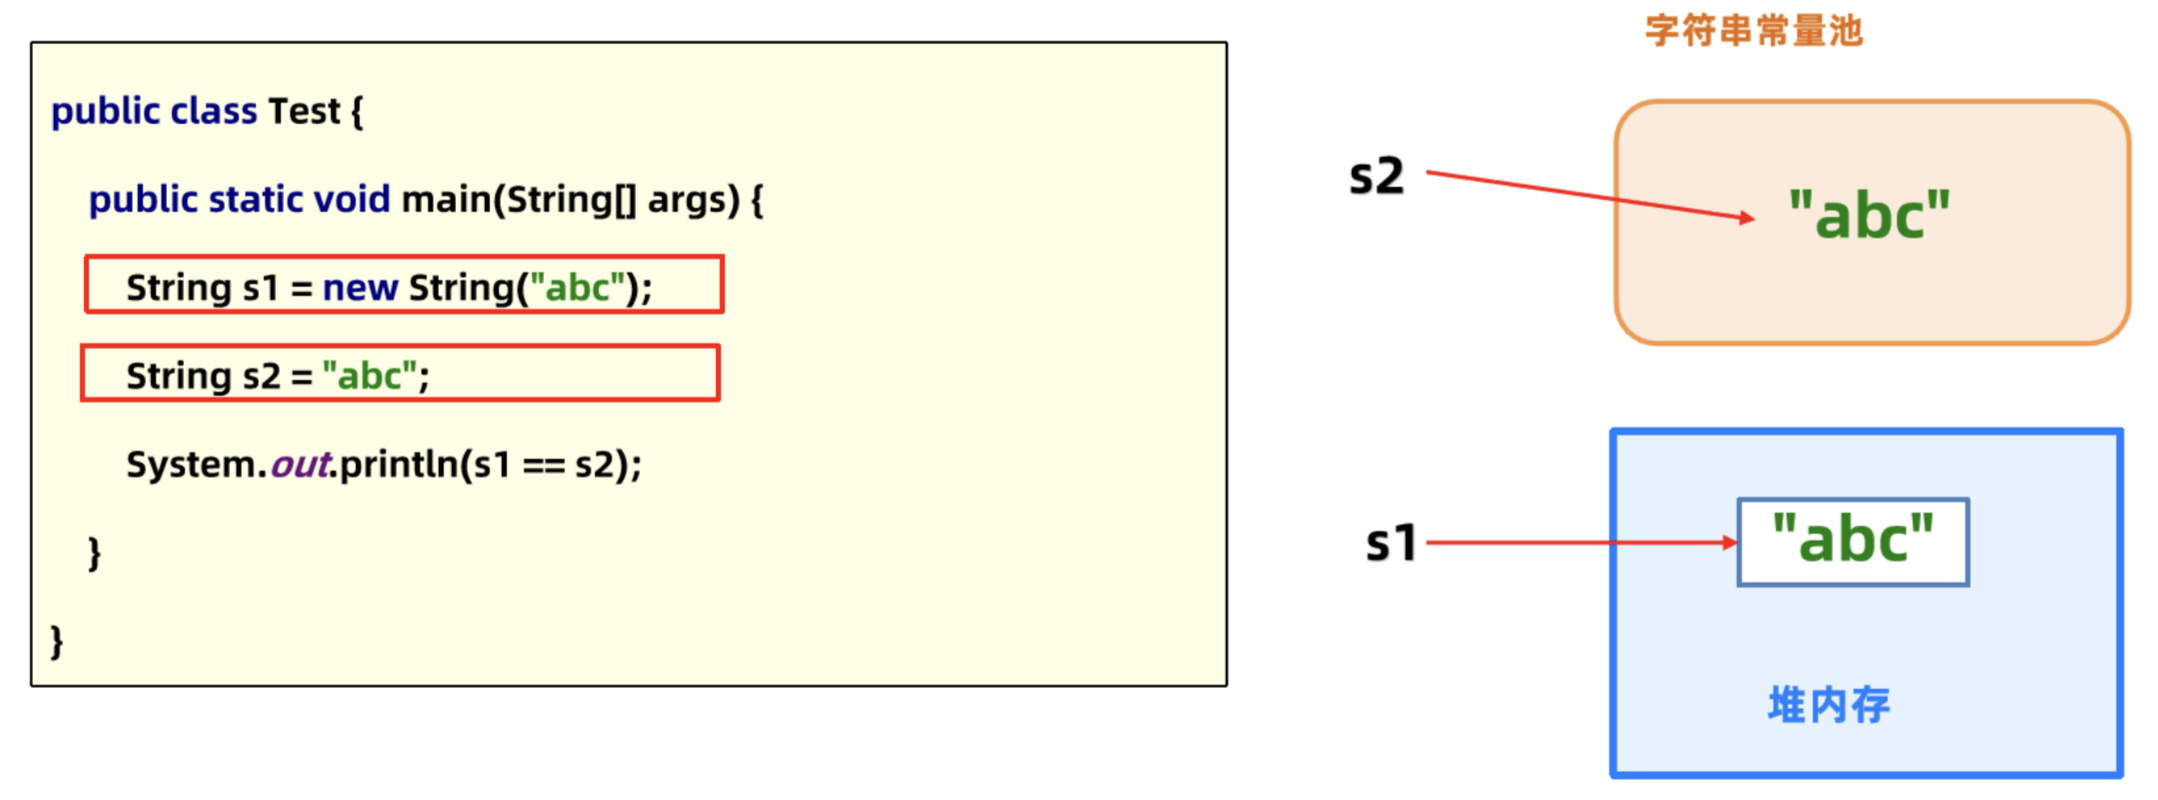 public class Test {
public static void main(String[] args) {
String s1 = new String("abc");
String s2 = "abc";
System.out.println(s1 == s2);
}
}
字符串常量池
s2
"abc"
s1
"abc"
堆内存